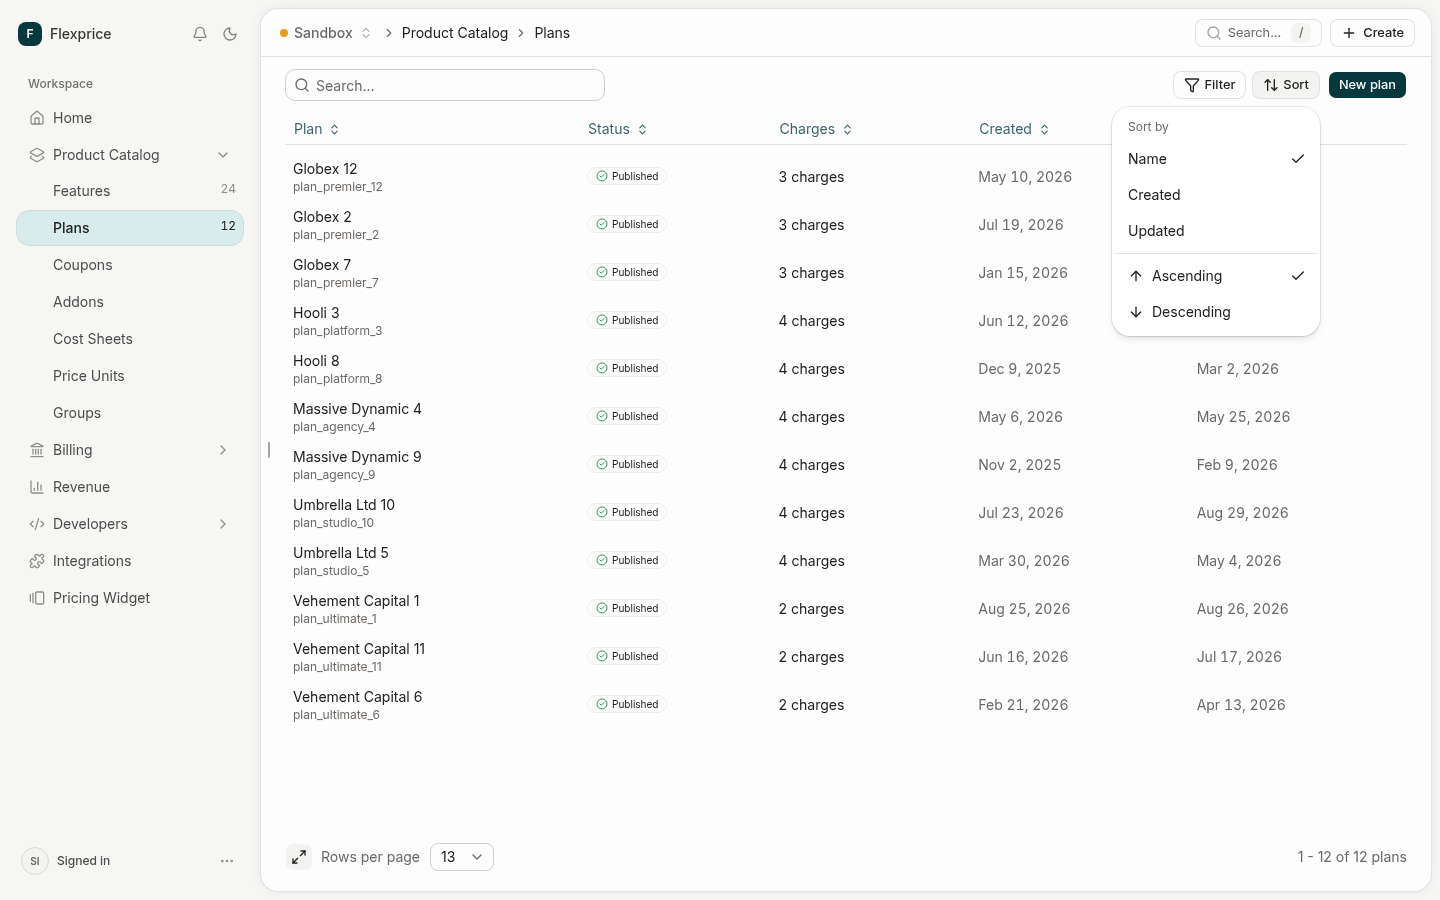 F Flexprice
Workspace
Home
Product Catalog
Features 24
Plans 12
Coupons
Addons
Cost Sheets
Price Units
Groups
Billing
Revenue
Developers
Integrations
Pricing Widget
SI Signed in
Sandbox Product Catalog Plans
Search... /
Create
Search...
Filter Sort New plan
Plan Status Charges Created
Globex 12
plan_premier_12
Published 3 charges May 10, 2026
Globex 2
plan_premier_2
Published 3 charges Jul 19, 2026
Globex 7
plan_premier_7
Published 3 charges Jan 15, 2026
Hooli 3
plan_platform_3
Published 4 charges Jun 12, 2026
Hooli 8
plan_platform_8
Published 4 charges Dec 9, 2025 Mar 2, 2026
Massive Dynamic 4
plan_agency_4
Published 4 charges May 6, 2026 May 25, 2026
Massive Dynamic 9
plan_agency_9
Published 4 charges Nov 2, 2025 Feb 9, 2026
Umbrella Ltd 10
plan_studio_10
Published 4 charges Jul 23, 2026 Aug 29, 2026
Umbrella Ltd 5
plan_studio_5
Published 4 charges Mar 30, 2026 May 4, 2026
Vehement Capital 1
plan_ultimate_1
Published 2 charges Aug 25, 2026 Aug 26, 2026
Vehement Capital 11
plan_ultimate_11
Published 2 charges Jun 16, 2026 Jul 17, 2026
Vehement Capital 6
plan_ultimate_6
Published 2 charges Feb 21, 2026 Apr 13, 2026
Sort by
Name
Created
Updated
Ascending
Descending
Rows per page 13
1 - 12 of 12 plans